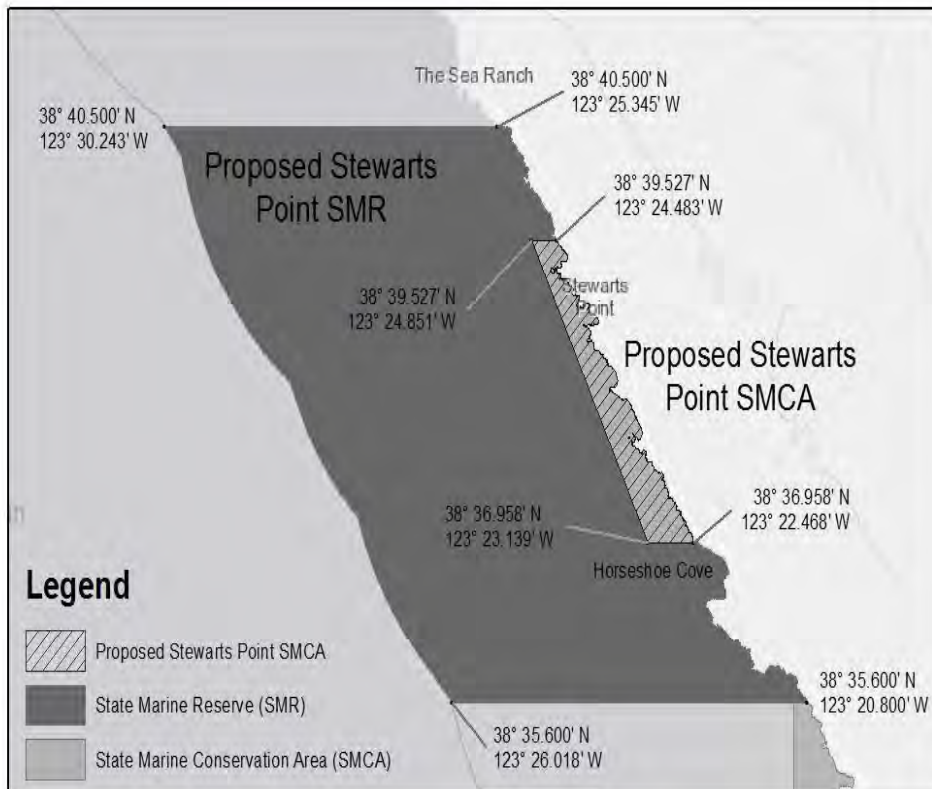 The Sea Ranch
38° 40.500' N
123° 25.345' W
38° 40.500' N
123° 30.243' W
Proposed Stewarts
Point SMR
38° 39.527' N
123° 24.483' W
Stewarts
Point
38° 39.527' N
123° 24.851' W
Proposed Stewarts
Point SMCA
38° 36.958' N
123° 22.468' W
38° 36.958' N
123° 23.139' W
Horseshoe Cove
Legend
Proposed Stewarts Point SMCA
State Marine Reserve (SMR)
State Marine Conservation Area (SMCA)
38° 35.600' N
123° 20.800' W
38° 35.600' N
123° 26.018' W